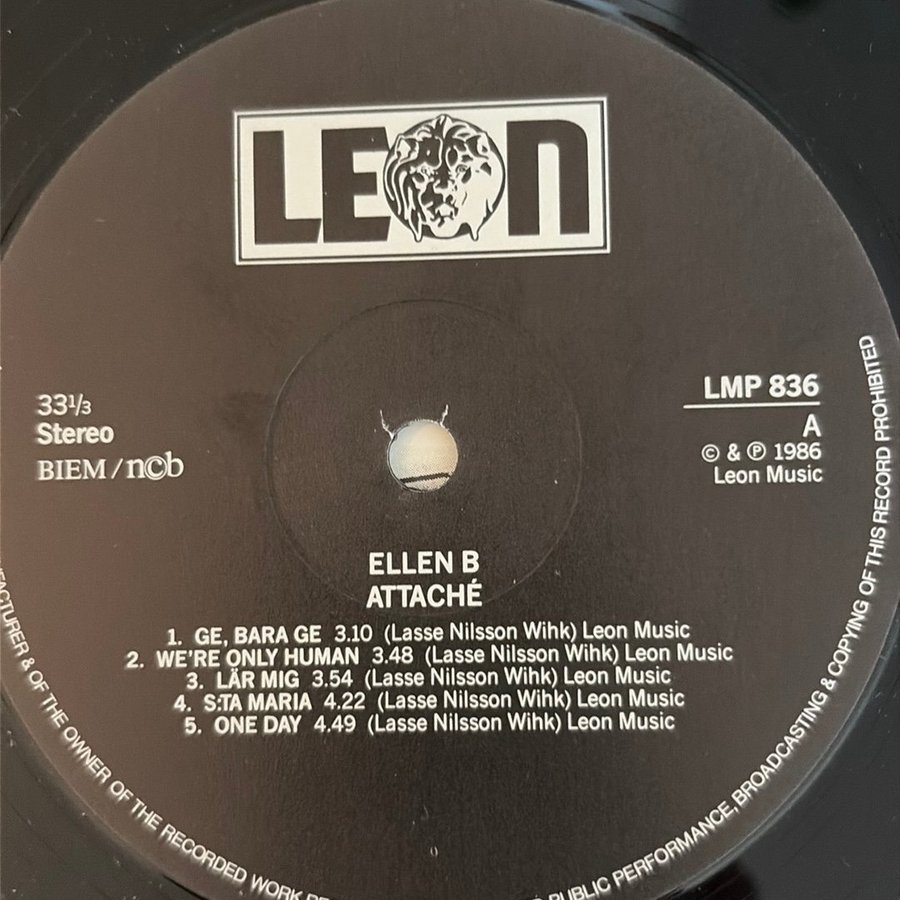 LEON
33⅓
Stereo
BIEM/n©b
LMP 836
A
© & ℗ 1986
Leon Music
ELLEN B
ATTACHÉ
1. GE, BARA GE 3.10 (Lasse Nilsson Wihk) Leon Music
2. WE'RE ONLY HUMAN 3.48 (Lasse Nilsson Wihk) Leon Music
3. LÄR MIG 3.54 (Lasse Nilsson Wihk) Leon Music
4. S:TA MARIA 4.22 (Lasse Nilsson Wihk) Leon Music
5. ONE DAY 4.49 (Lasse Nilsson Wihk) Leon Music
& OF THE OWNER OF THE RECORDED WORK PUBLIC PERFORMANCE, BROADCASTING & COPYING OF THIS RECORD PROHIBITED